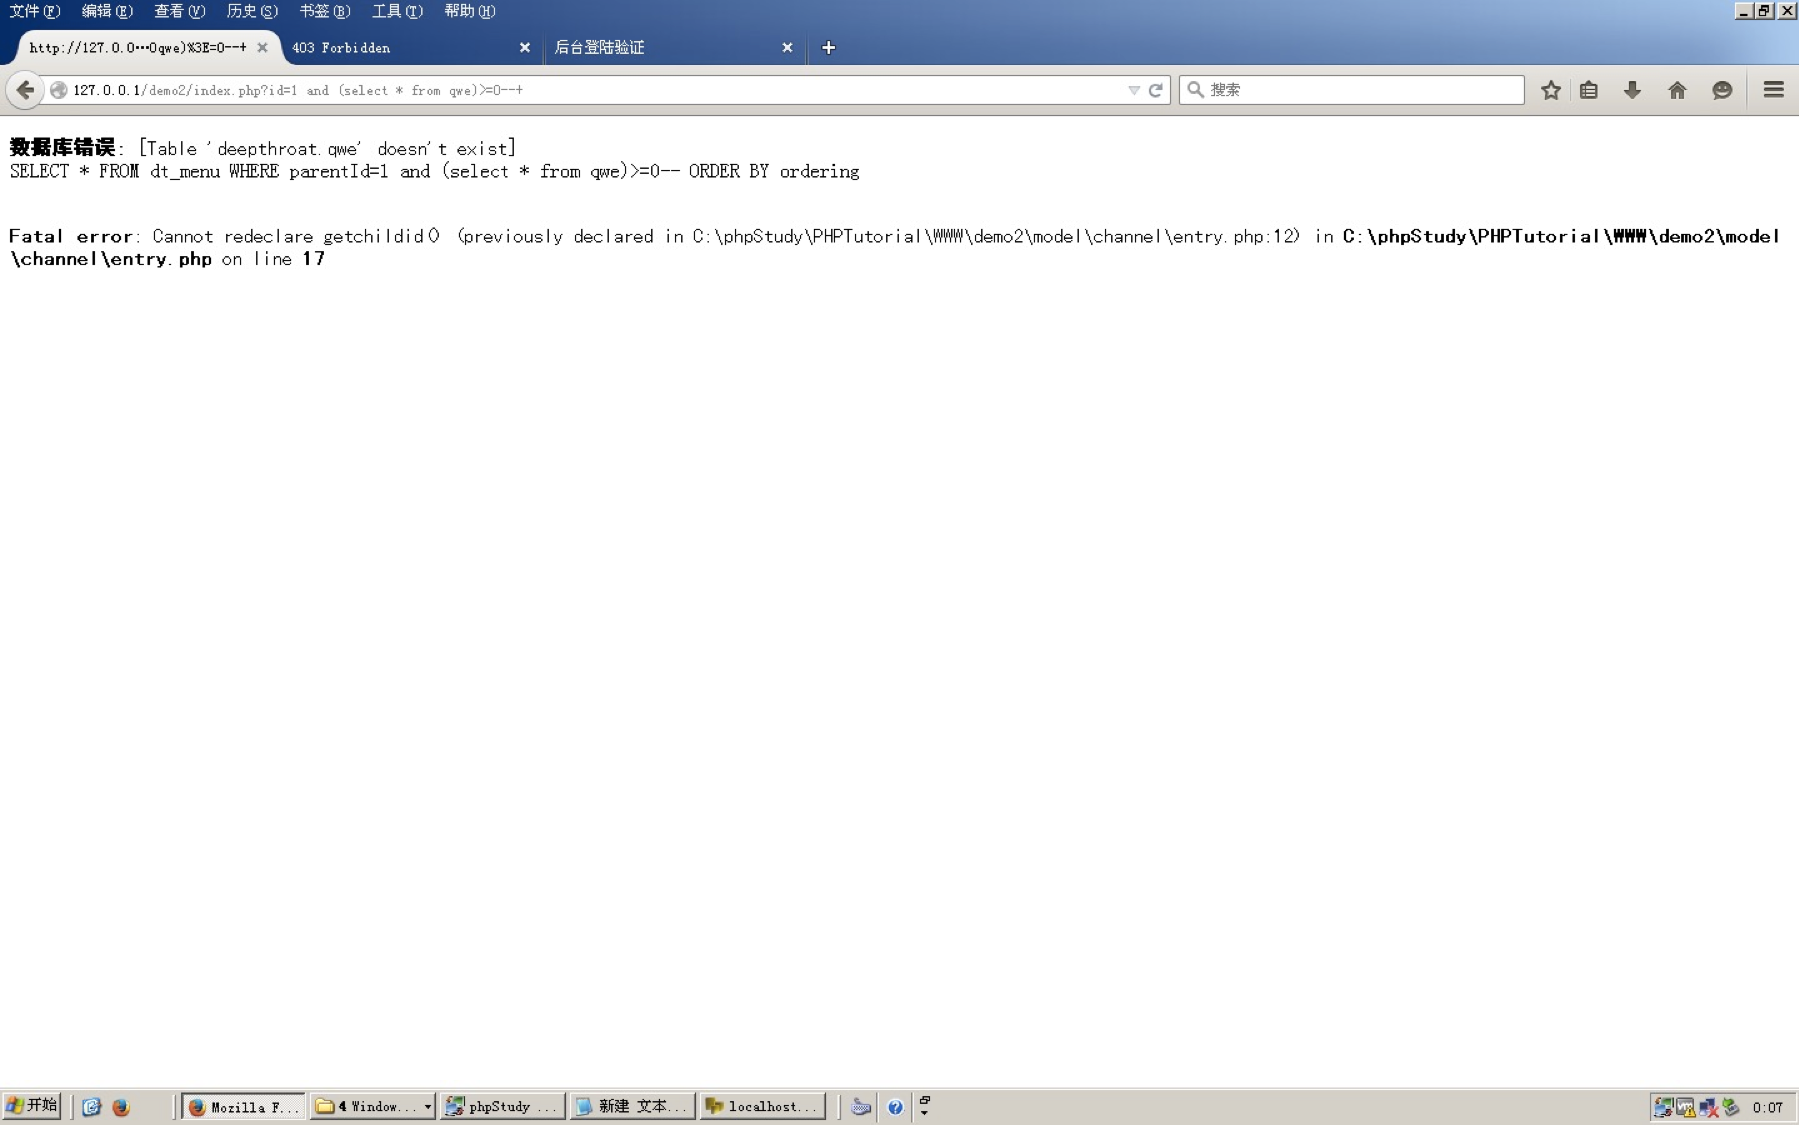 文件(F) 编辑(E) 查看(V) 历史(S) 书签(B) 工具(T) 帮助(H)
http://127.0.0···0qwe)%3E=0--+ 403 Forbidden 后台登陆验证
127.0.0.1/demo2/index.php?id=1 and (select * from qwe)>=0--+ 搜索
数据库错误: [Table 'deepthroat.qwe' doesn't exist]
SELECT * FROM dt_menu WHERE parentId=1 and (select * from qwe)>=0-- ORDER BY ordering
Fatal error: Cannot redeclare getchildid() (previously declared in C:\phpStudy\PHPTutorial\WWW\demo2\model\channel\entry.php:12) in C:\phpStudy\PHPTutorial\WWW\demo2\model
\channel\entry.php on line 17
开始 Mozilla F... 4 Window... phpStudy ... 新建 文本... localhost... 0:07